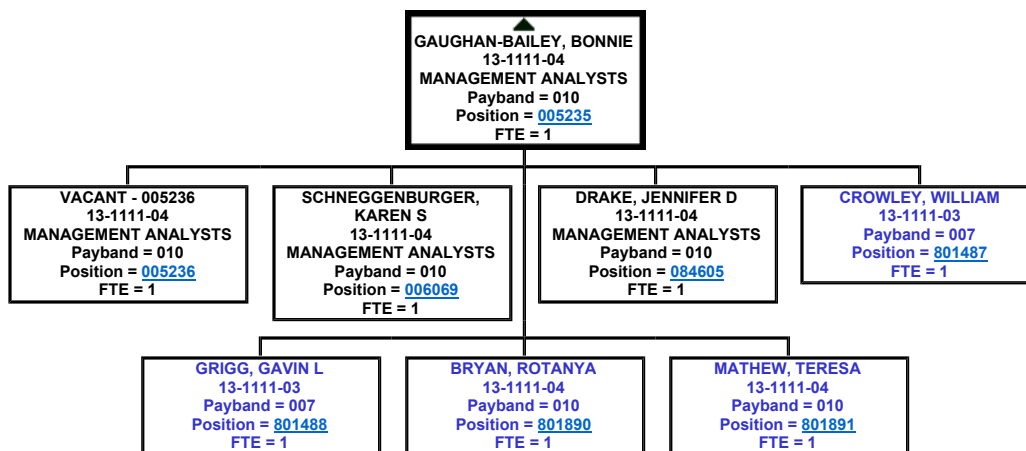 GAUGHAN-BAILEY, BONNIE
13-1111-04
MANAGEMENT ANALYSTS
Payband = 010
Position = 005235
FTE = 1
VACANT - 005236
13-1111-04
MANAGEMENT ANALYSTS
Payband = 010
Position = 005236
FTE = 1
SCHNEGGENBURGER,
KAREN S
13-1111-04
MANAGEMENT ANALYSTS
Payband = 010
Position = 006069
FTE = 1
DRAKE, JENNIFER D
13-1111-04
MANAGEMENT ANALYSTS
Payband = 010
Position = 084605
FTE = 1
CROWLEY, WILLIAM
13-1111-03
Payband = 007
Position = 801487
FTE = 1
GRIGG, GAVIN L
13-1111-03
Payband = 007
Position = 801488
FTE = 1
BRYAN, ROTANYA
13-1111-04
Payband = 010
Position = 801890
FTE = 1
MATHEW, TERESA
13-1111-04
Payband = 010
Position = 801891
FTE = 1